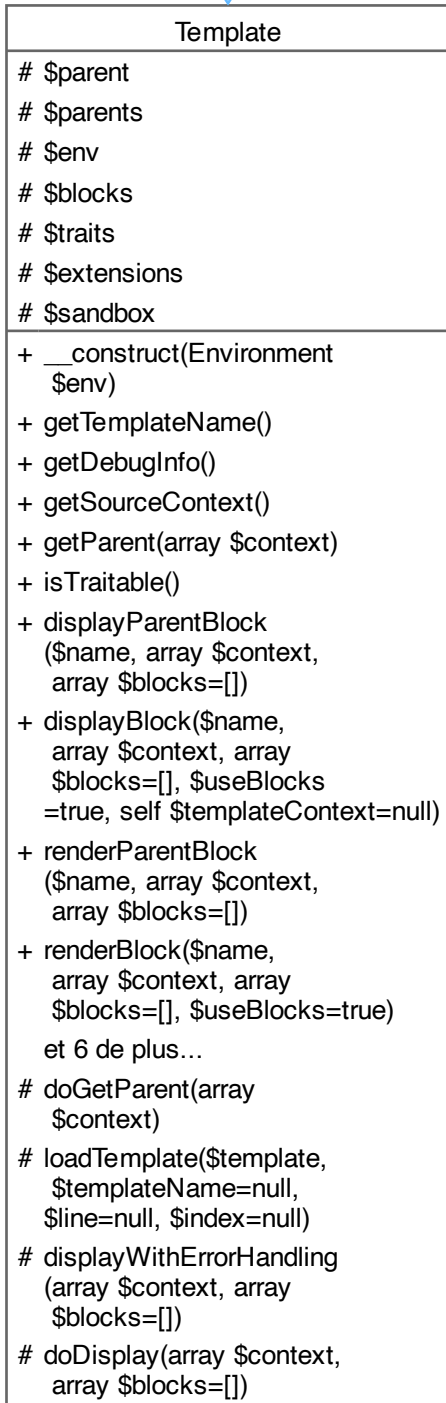 Template
# $parent
# $parents
# $env
# $blocks
# $traits
# $extensions
# $sandbox
+ __construct(Environment
$env)
+ getTemplateName()
+ getDebugInfo()
+ getSourceContext()
+ getParent(array $context)
+ isTraitable()
+ displayParentBlock
($name, array $context,
array $blocks=[])
+ displayBlock($name,
array $context, array
$blocks=[], $useBlocks
=true, self $templateContext=null)
+ renderParentBlock
($name, array $context,
array $blocks=[])
+ renderBlock($name,
array $context, array
$blocks=[], $useBlocks=true)
et 6 de plus...
# doGetParent(array
$context)
# loadTemplate($template,
$templateName=null,
$line=null, $index=null)
# displayWithErrorHandling
(array $context, array
$blocks=[])
# doDisplay(array $context,
array $blocks=[])